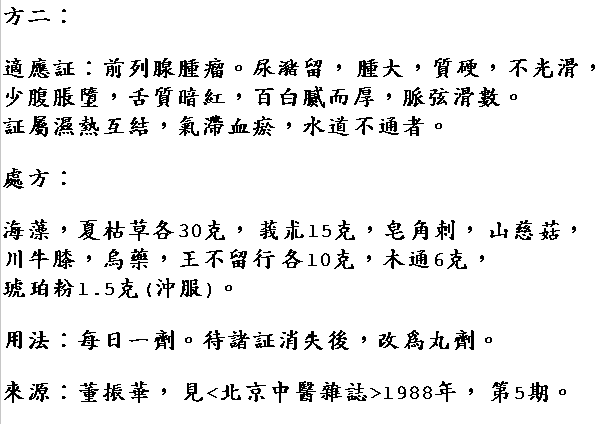 方二：
適應証：前列腺腫瘤。尿潴留，腫大，質硬，不光滑，
少腹脹墮，舌質暗紅，百白膩而厚，脈弦滑數。
証屬濕熱互結，氣滯血瘀，水道不通者。
處方：
海藻，夏枯草各30克，莪朮15克，皂角刺，山慈菇，
川牛膝，烏藥，王不留行各10克，木通6克，
琥珀粉1.5克(沖服)。
用法：每日一劑。待諸証消失後，改為丸劑。
來源：董振華，見<北京中醫雜誌>1988年，第5期。